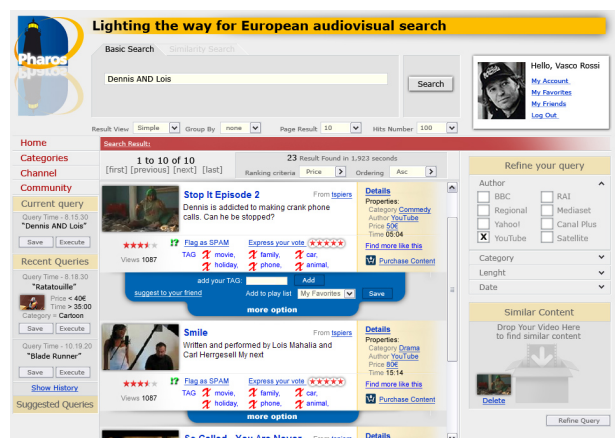 Lighting the way for European audiovisual search
Pharos
Basic Search
Similarity Search
Dennis AND Lois
Search
Result View Simple Group By none Page Result 10 Hits Number 100
Hello, Vasco Rossi
My Account
My Favorites
My Friends
Log Out
Home
Categories
Channel
Community
Current query
Query Time - 8.15.30
"Dennis AND Lois"
Save Execute
Recent Queries
Query Time - 8.18.30
"Ratatouille"
Price < 40€
Time > 35:00
Category = Cartoon
Save Execute
Query Time - 10.19.20
"Blade Runner"
Save Execute
Show History
Suggested Queries
Search Result:
1 to 10 of 10
[first] [previous] [next] [last]
23 Result Found in 1.923 seconds
Ranking criteria Price > Ordering Asc >
Stop It Episode 2
From tspiers
Dennis is addicted to making crank phone
calls. Can he be stopped?
Views 1087
!? Flag as SPAM
Express your vote
TAG movie, family, car,
holiday, phone, animal,
Details
Properties:
Category Commedy
Author YouTube
Price 50€
Time 05:04
Find more like this
Purchase Content
add your TAG: Add
suggest to your friend
Add to play list My Favorites Save
more option
Smile
From tspiers
Written and performed by Lois Mahalia and
Carl Herrgesell My next
Views 1087
!? Flag as SPAM
Express your vote
TAG movie, family, car,
holiday, phone, animal,
Details
Properties:
Category Drama
Author YouTube
Price 80€
Time 15:14
Find more like this
Purchase Content
more option
So Called - You Are Never
From tspiers
Details
Refine your query
Author
BBC RAI
Regional Mediaset
Yahoo! Canal Plus
X YouTube Satellite
Category
Lenght
Date
Similar Content
Drop Your Video Here
to find similar content
Delete
Refine Query